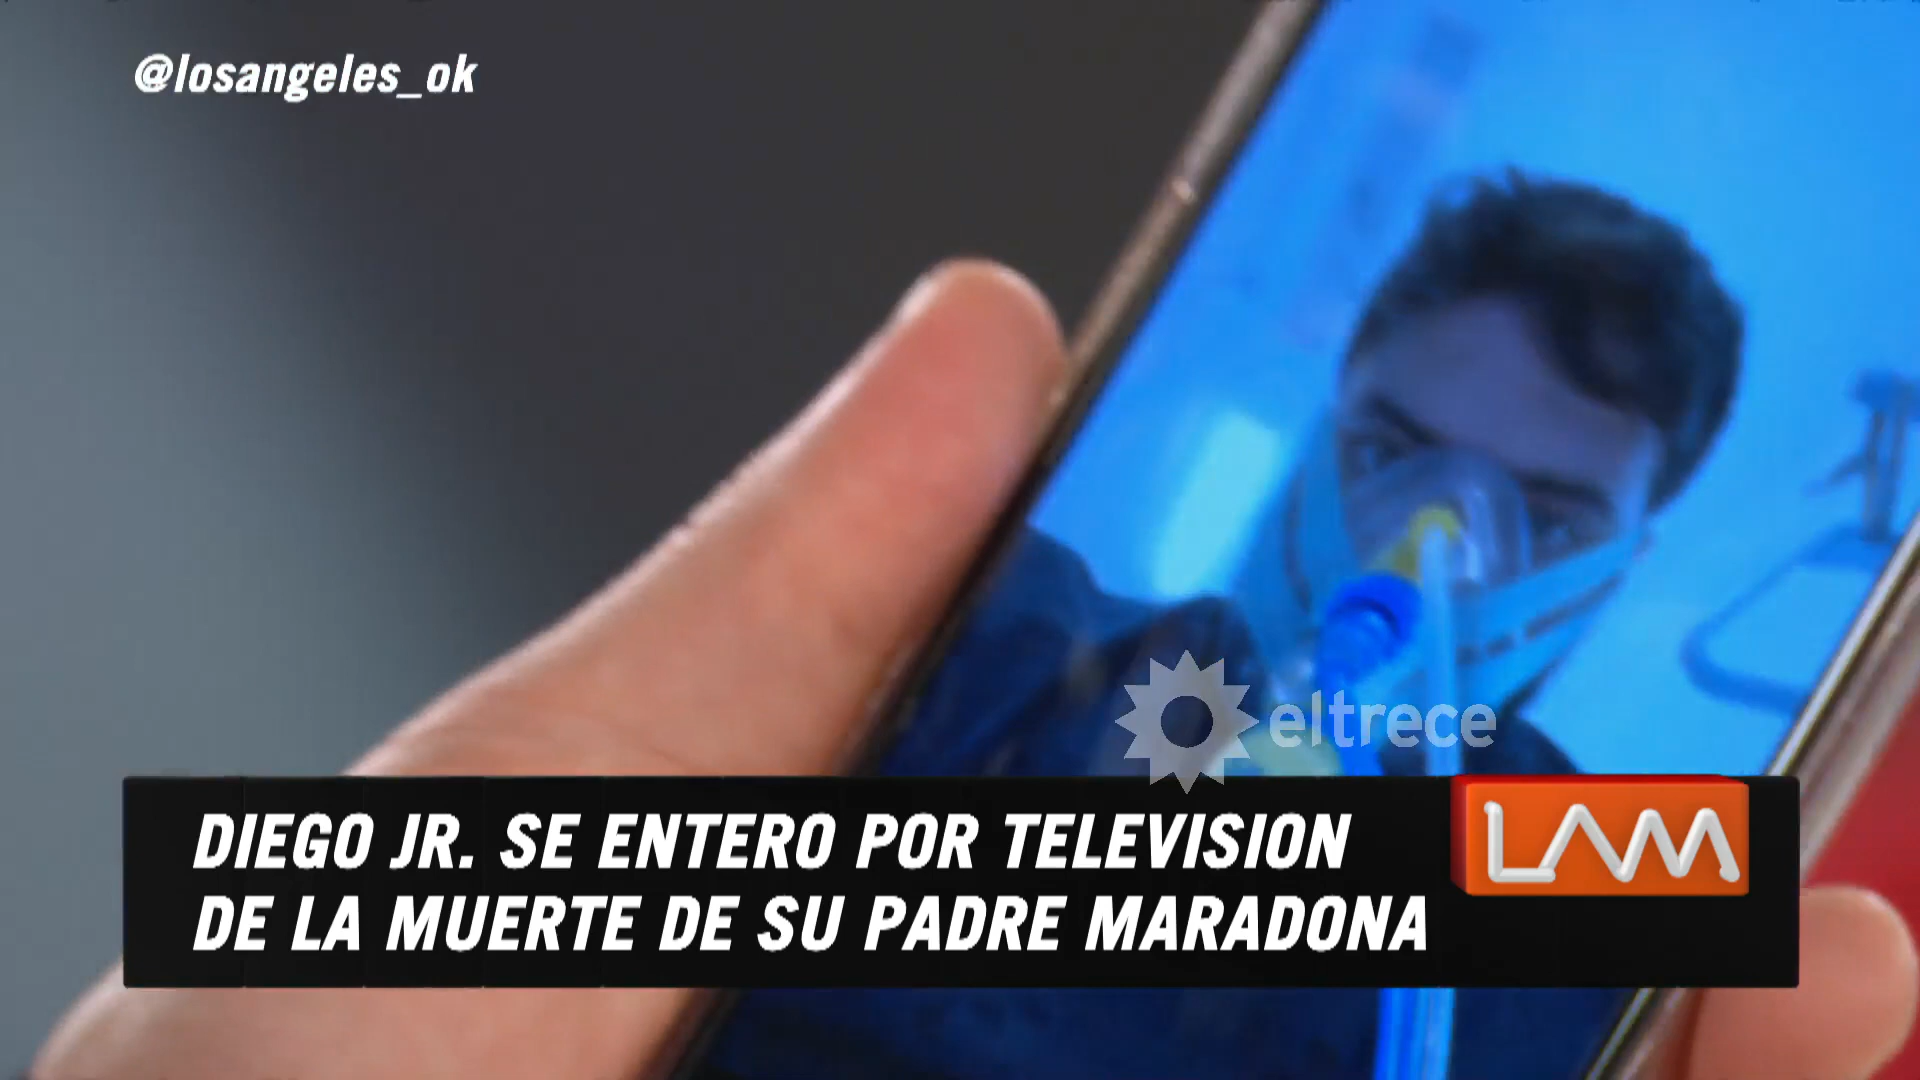 @losangeles_ok
eltrece
DIEGO JR. SE ENTERO POR TELEVISION
DE LA MUERTE DE SU PADRE MARADONA
LAM